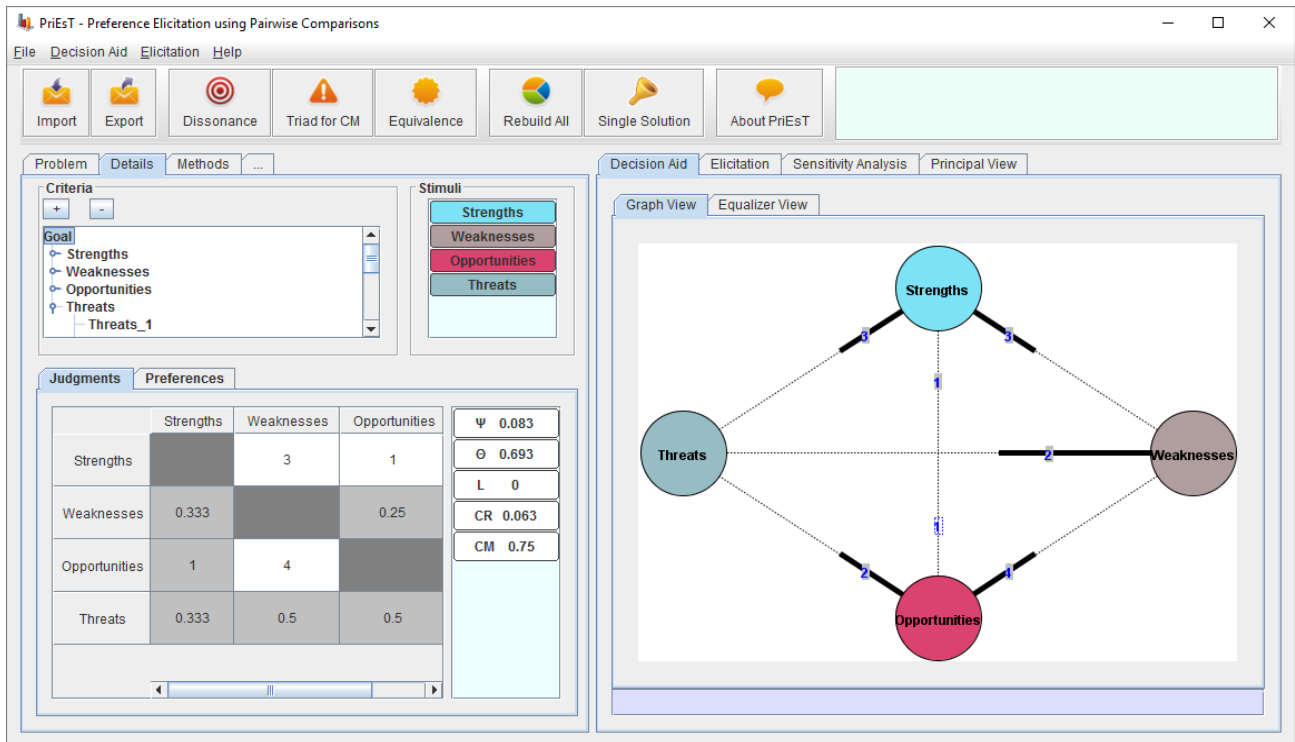 PriEsT - Preference Elicitation using Pairwise Comparisons
File Decision Aid Elicitation Help
Import Export Dissonance Triad for CM Equivalence Rebuild All Single Solution About PriEsT
Problem Details Methods ...
Criteria
+ -
Goal
Strengths
Weaknesses
Opportunities
Threats
Threats_1
Stimuli
Strengths
Weaknesses
Opportunities
Threats
Judgments Preferences
Strengths Weaknesses Opportunities
Strengths 3 1
Weaknesses 0.333 0.25
Opportunities 1 4
Threats 0.333 0.5 0.5
Ψ 0.083
Θ 0.693
L 0
CR 0.063
CM 0.75
Decision Aid Elicitation Sensitivity Analysis Principal View
Graph View Equalizer View
Strengths
3 3
1
Threats 2 Weaknesses
1
2 4
Opportunities